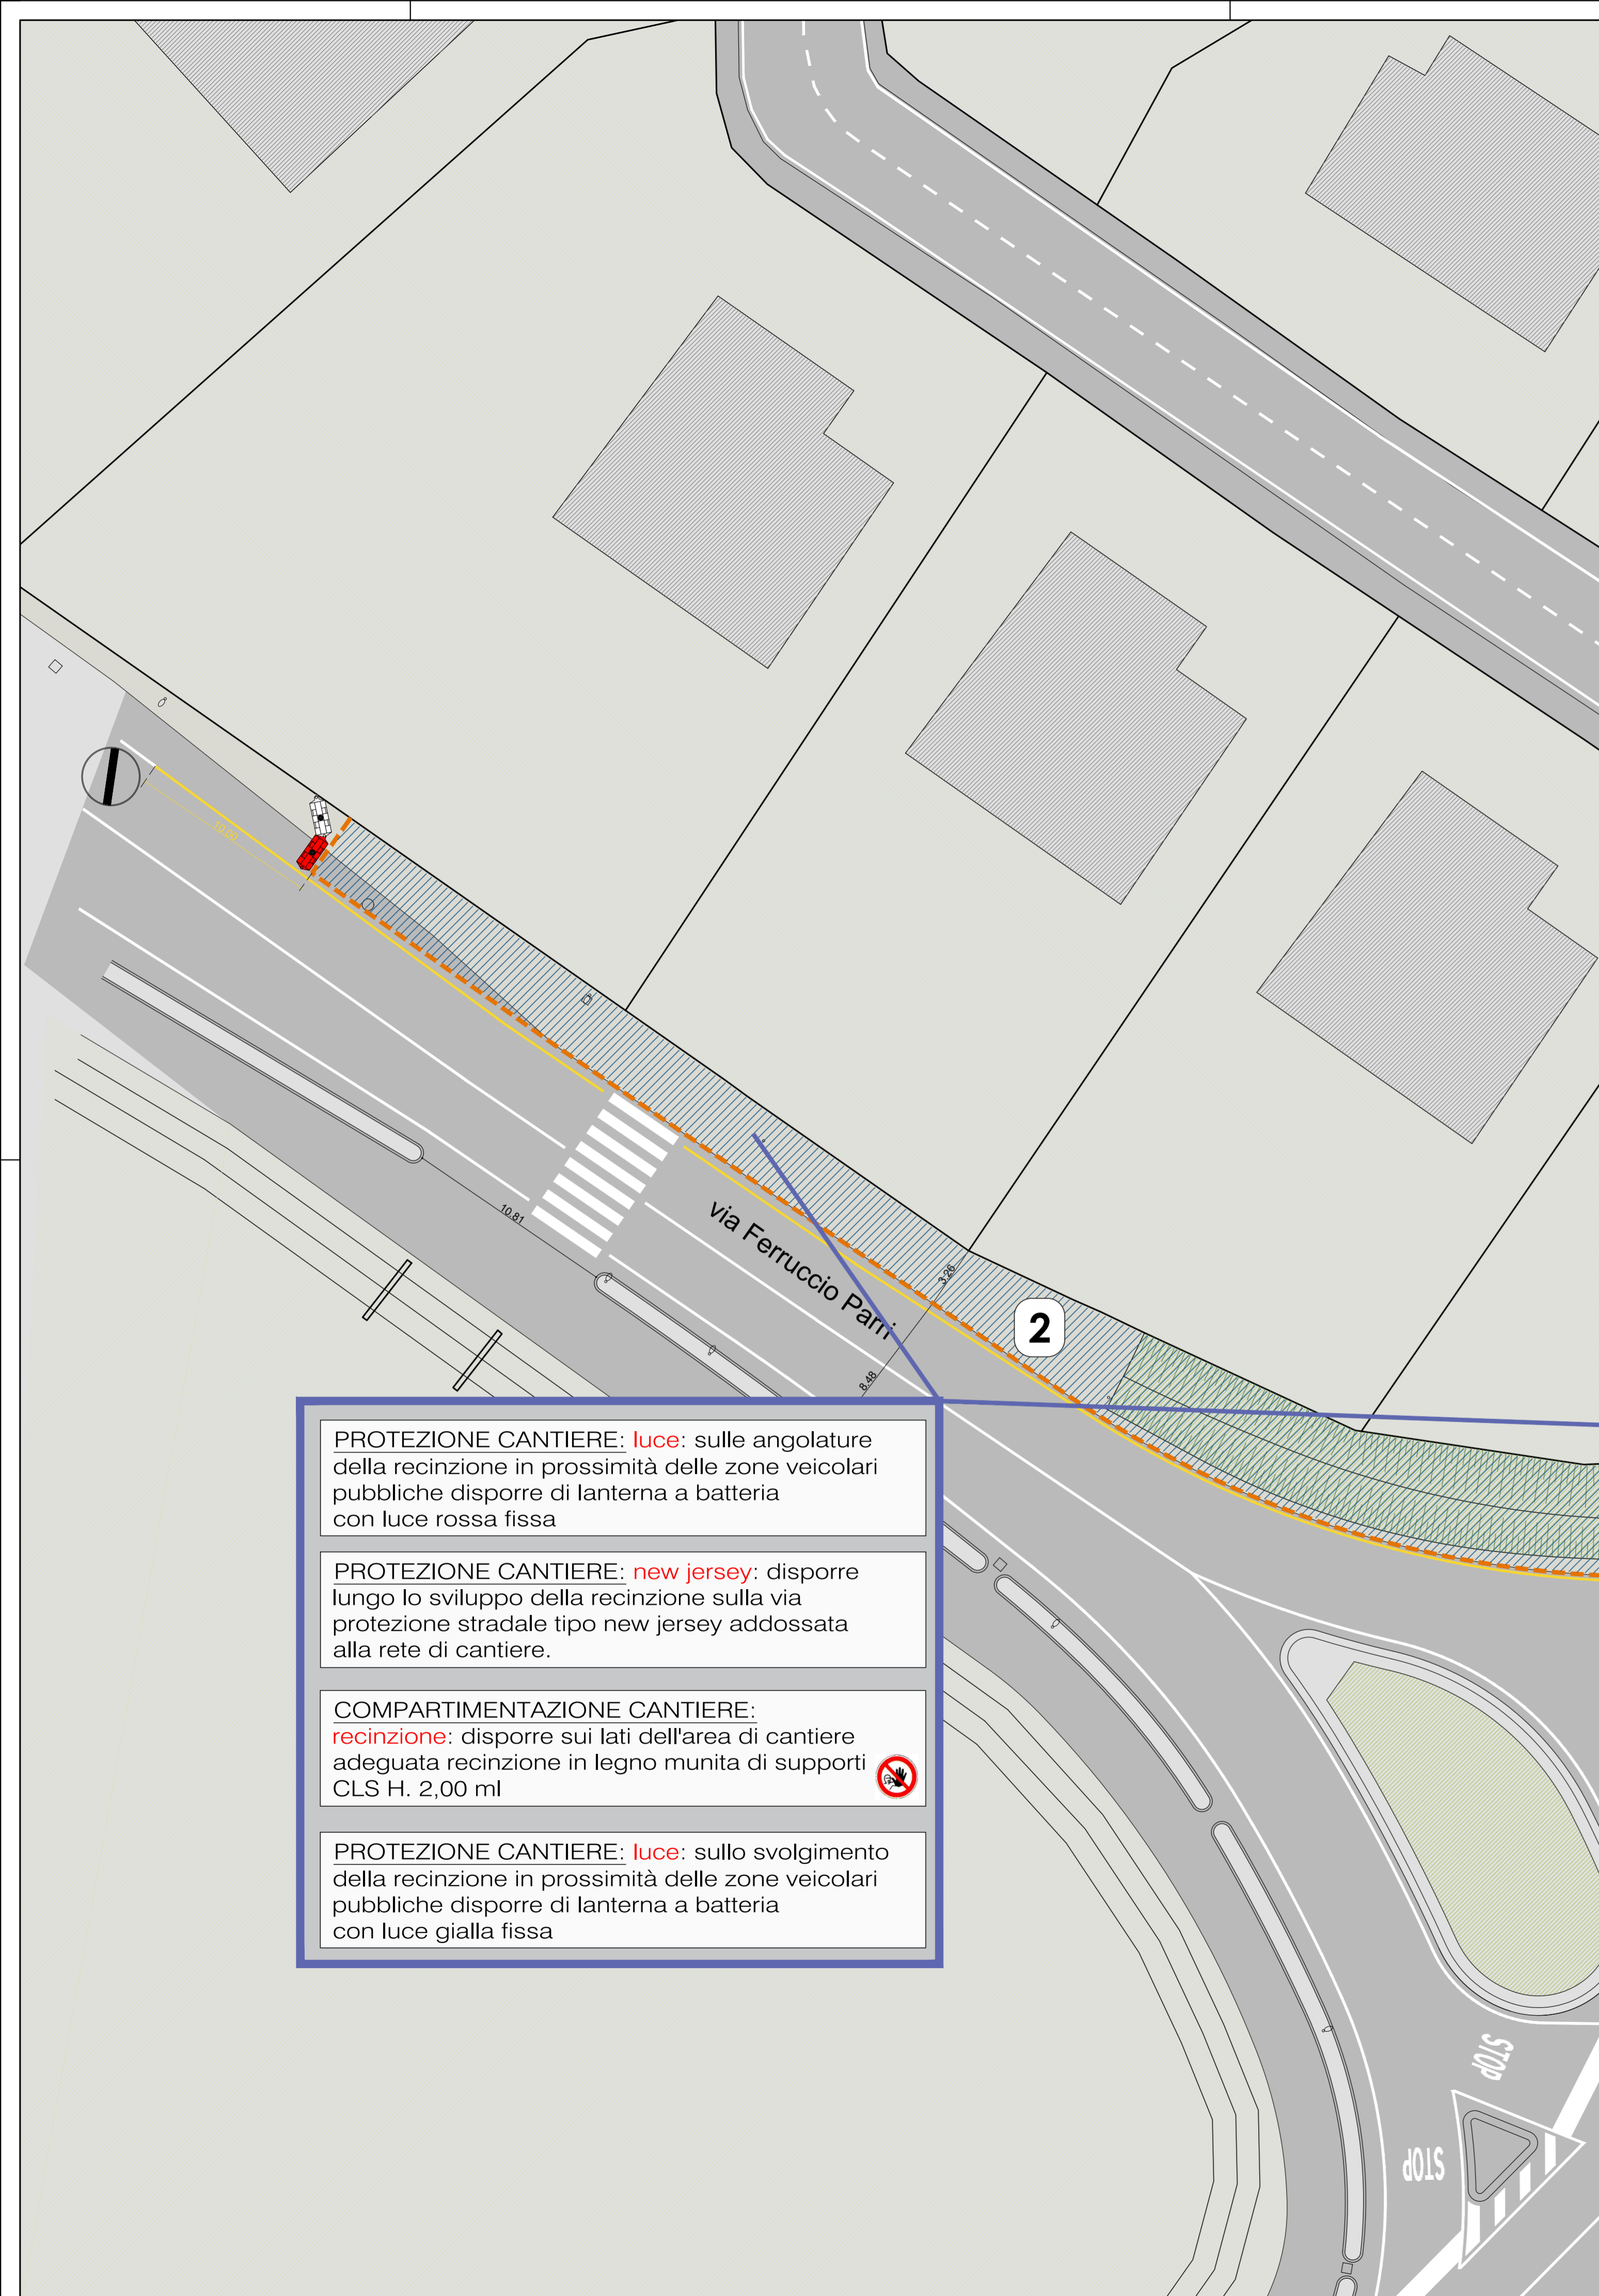 10.00
10.81
via Ferruccio Parri
3.26
2
8.48
PROTEZIONE CANTIERE: luce: sulle angolature
della recinzione in prossimità delle zone veicolari
pubbliche disporre di lanterna a batteria
con luce rossa fissa
PROTEZIONE CANTIERE: new jersey: disporre
lungo lo sviluppo della recinzione sulla via
protezione stradale tipo new jersey addossata
alla rete di cantiere.
COMPARTIMENTAZIONE CANTIERE:
recinzione: disporre sui lati dell'area di cantiere
adeguata recinzione in legno munita di supporti
CLS H. 2,00 ml
PROTEZIONE CANTIERE: luce: sullo svolgimento
della recinzione in prossimità delle zone veicolari
pubbliche disporre di lanterna a batteria
con luce gialla fissa
STOP
STOP